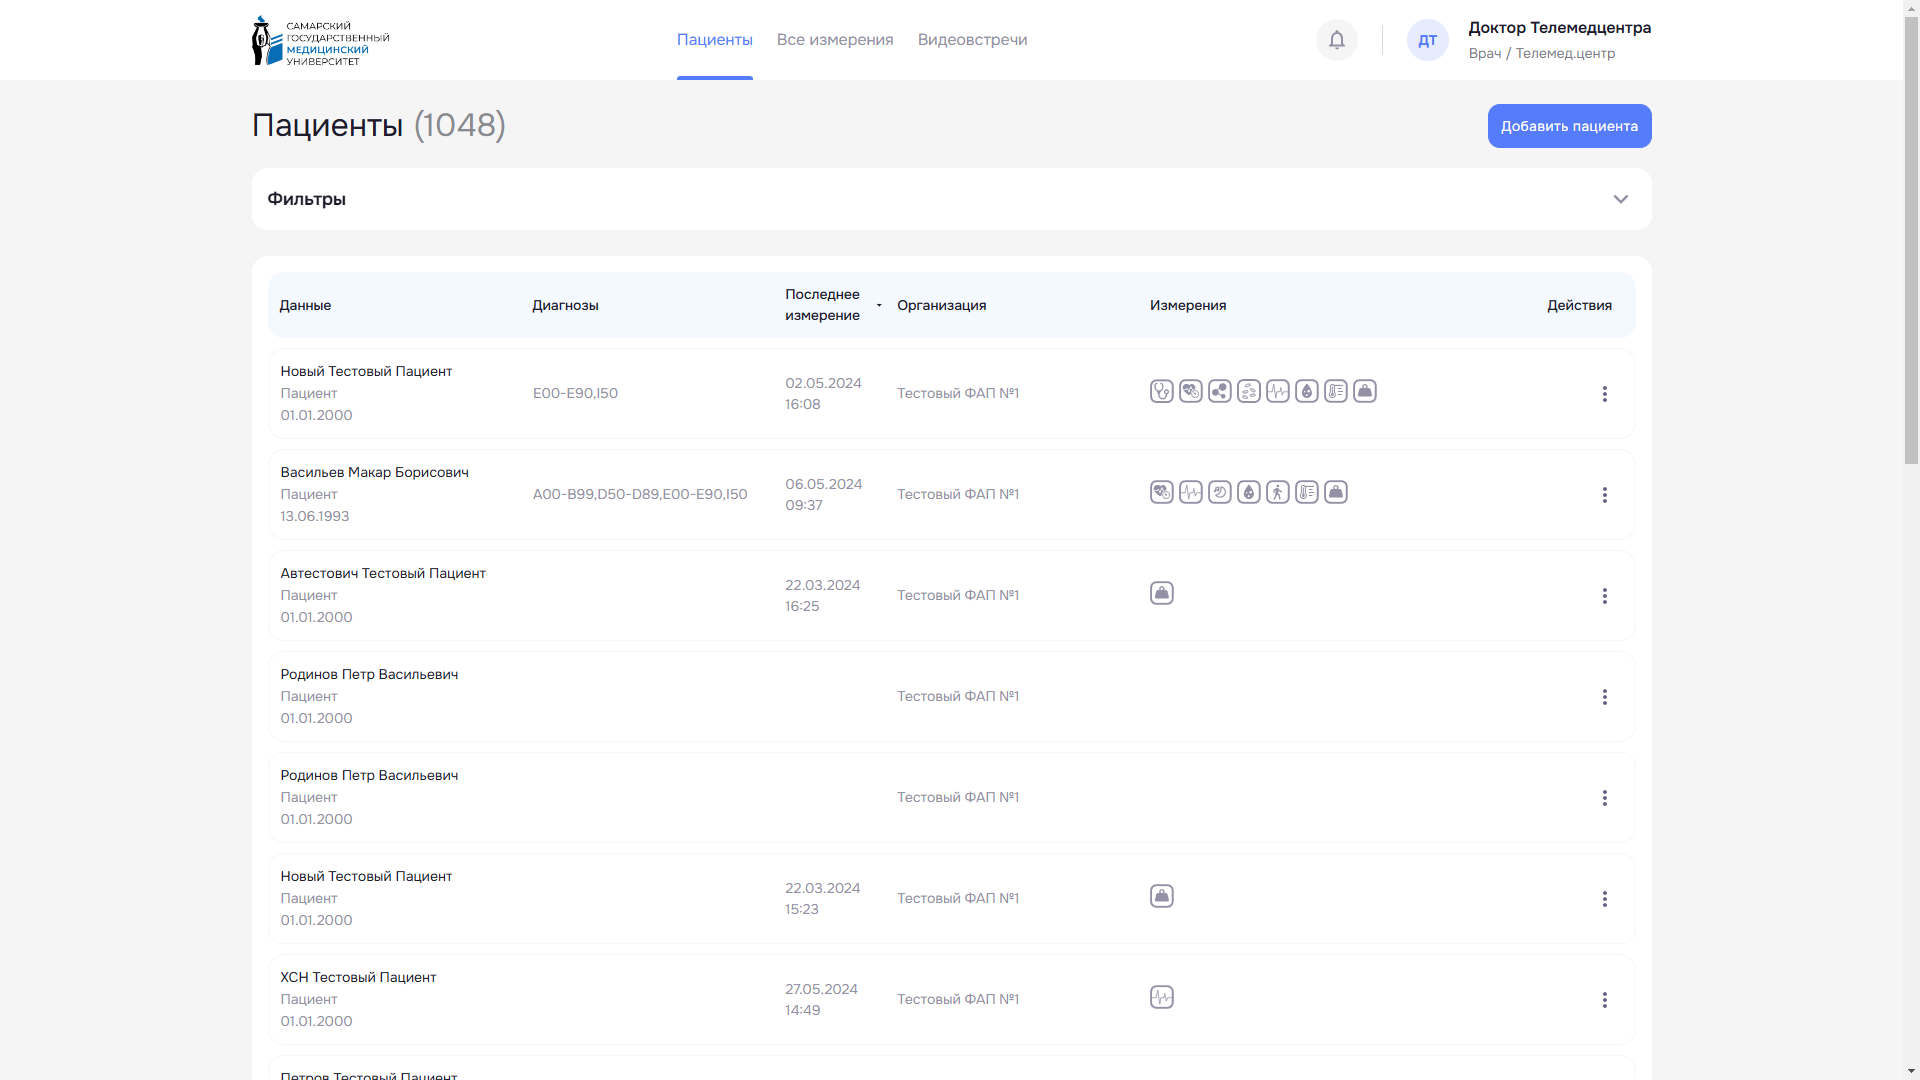 САМАРСКИЙ
ГОСУДАРСТВЕННЫЙ
МЕДИЦИНСКИЙ
УНИВЕРСИТЕТ
Пациенты
Все измерения
Видеовстречи
ДТ
Доктор Телемедцентра
Врач / Телемед.центр
Пациенты (1048)
Добавить пациента
Фильтры
Данные
Диагнозы
Последнее
измерение
Организация
Измерения
Действия
Новый Тестовый Пациент
Пациент
01.01.2000
E00-E90,I50
02.05.2024
16:08
Тестовый ФАП №1
Васильев Макар Борисович
Пациент
13.06.1993
A00-B99,D50-D89,E00-E90,I50
06.05.2024
09:37
Тестовый ФАП №1
Автестович Тестовый Пациент
Пациент
01.01.2000
22.03.2024
16:25
Тестовый ФАП №1
Родинов Петр Васильевич
Пациент
01.01.2000
Тестовый ФАП №1
Родинов Петр Васильевич
Пациент
01.01.2000
Тестовый ФАП №1
Новый Тестовый Пациент
Пациент
01.01.2000
22.03.2024
15:23
Тестовый ФАП №1
ХСН Тестовый Пациент
Пациент
01.01.2000
27.05.2024
14:49
Тестовый ФАП №1
Петров Тестовый Пациент